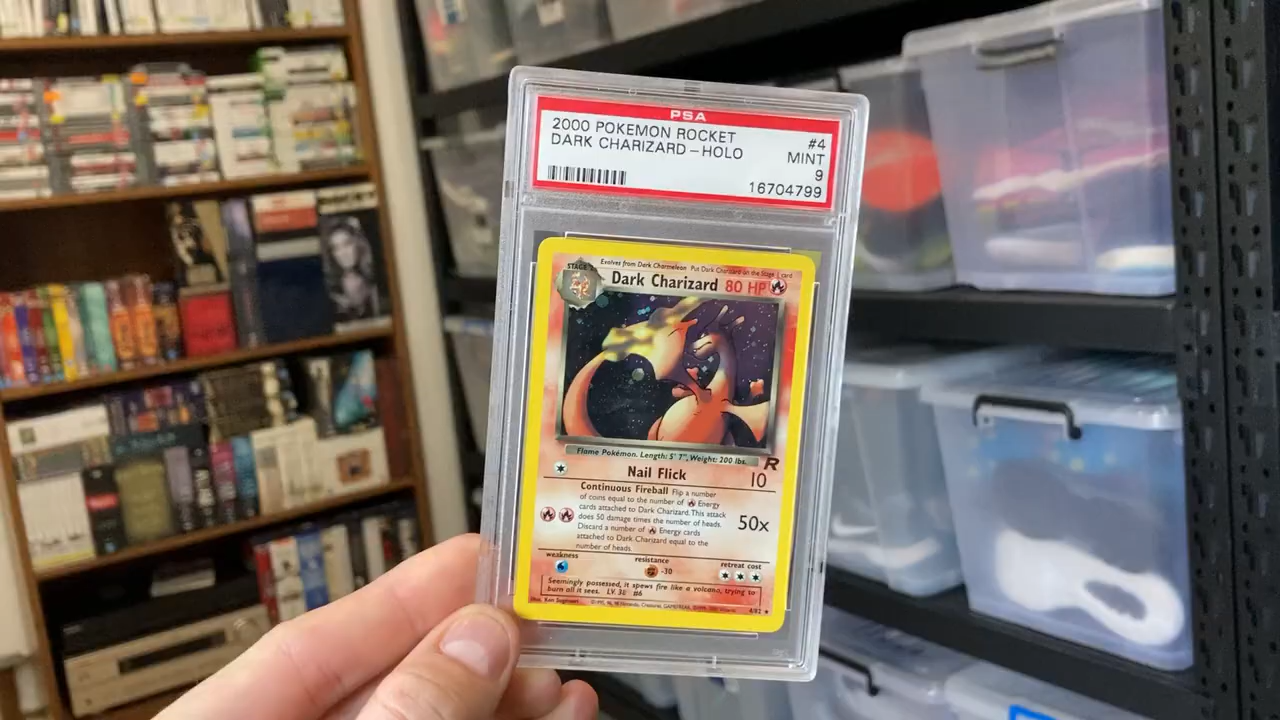 PSA
2000 POKEMON ROCKET #4
DARK CHARIZARD - HOLO MINT
9
16704799
STAGE 2
Evolves from Dark Charmeleon Put Dark Charizard on the Stage 1 card
Dark Charizard 80 HP
Flame Pokémon. Length: 5' 7", Weight: 200 lbs.
R
Nail Flick 10
Continuous Fireball Flip a number
of coins equal to the number of Energy
cards attached to Dark Charizard. This attack
does 50 damage times the number of heads.
50x
Discard a number of Energy cards
attached to Dark Charizard equal to the
number of heads.
weakness resistance retreat cost
-30
Seemingly possessed, it spews fire like a volcano, trying to
burn all it sees. LV. 38 #6
Illus. Ken Sugimori
4/82